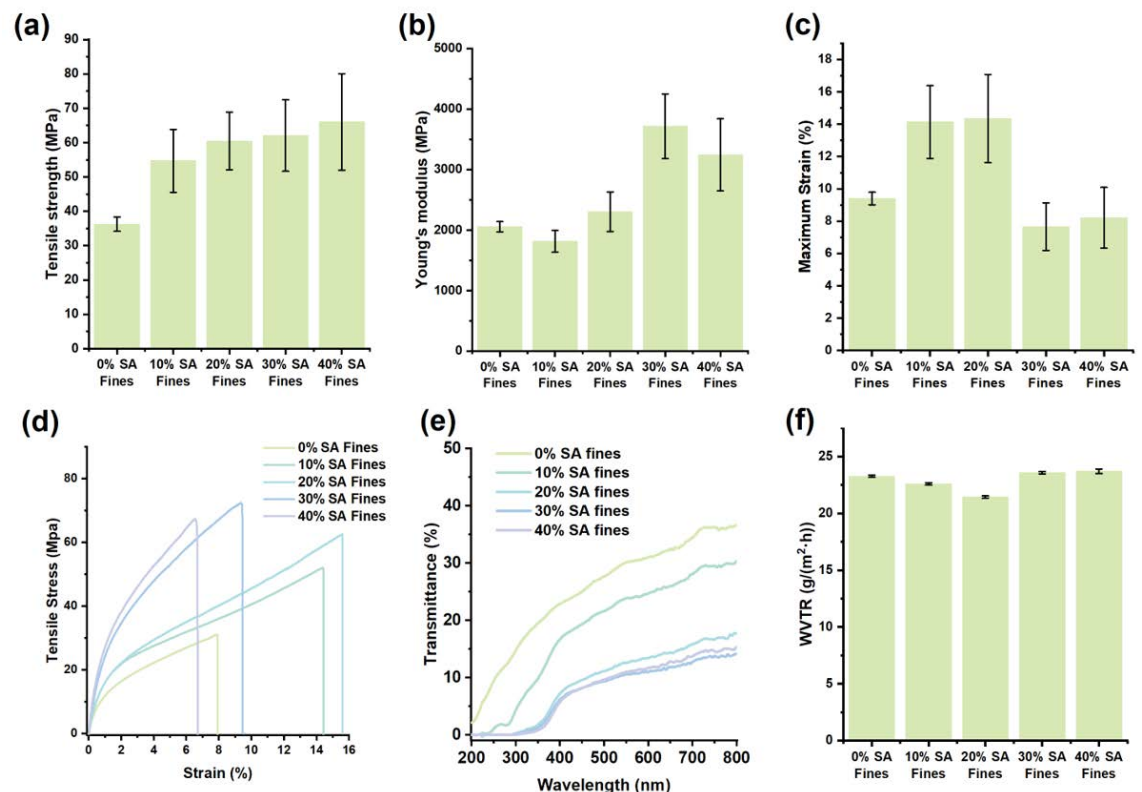 (a)
Tensile strength (MPa)
90
80
70
60
50
40
30
20
10
0
0% SA
Fines
10% SA
Fines
20% SA
Fines
30% SA
Fines
40% SA
Fines
(b)
Young's modulus (MPa)
5000
4000
3000
2000
1000
0
0% SA
Fines
10% SA
Fines
20% SA
Fines
30% SA
Fines
40% SA
Fines
(c)
Maximum Strain (%)
18
16
14
12
10
8
6
4
2
0
0% SA
Fines
10% SA
Fines
20% SA
Fines
30% SA
Fines
40% SA
Fines
(d)
Tensile Stress (Mpa)
80
60
40
20
0
0 2 4 6 8 10 12 14 16
Strain (%)
0% SA Fines
10% SA Fines
20% SA Fines
30% SA Fines
40% SA Fines
(e)
Transmittance (%)
50
40
30
20
10
0
200 300 400 500 600 700 800
Wavelength (nm)
0% SA fines
10% SA fines
20% SA fines
30% SA fines
40% SA fines
(f)
WVTR (g/(m²·h))
25
20
15
10
5
0
0% SA
Fines
10% SA
Fines
20% SA
Fines
30% SA
Fines
40% SA
Fines